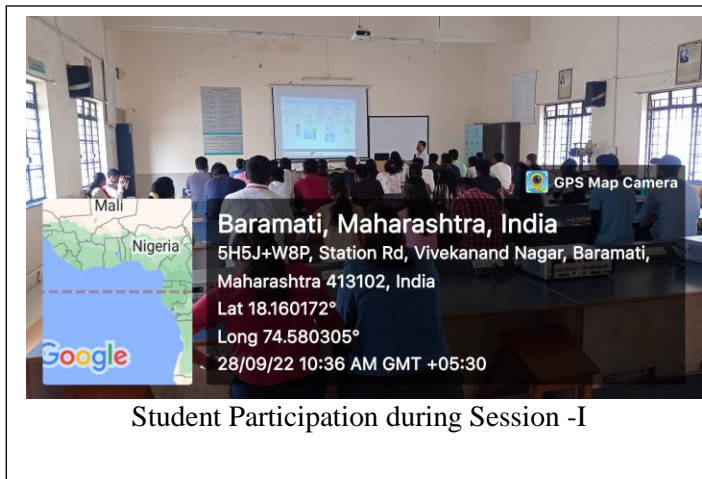 GPS Map Camera
Mali
Nigeria
Google
Baramati, Maharashtra, India
5H5J+W8P, Station Rd, Vivekanand Nagar, Baramati,
Maharashtra 413102, India
Lat 18.160172°
Long 74.580305°
28/09/22 10:36 AM GMT +05:30
Student Participation during Session -I